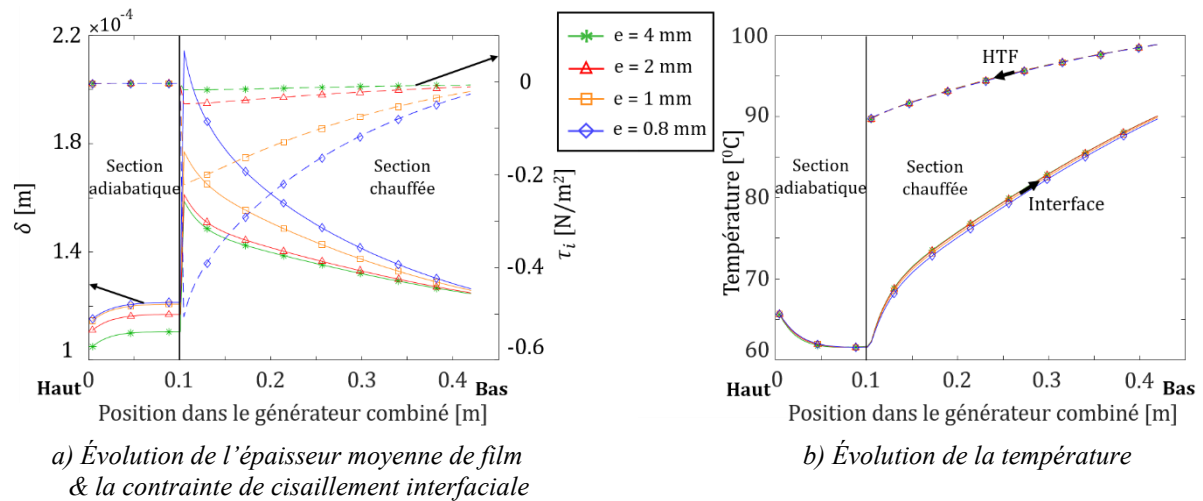 ×10⁻⁴
2.2
1.8
1.4
1
δ [m]
Section
adiabatique
Section
chauffée
0
-0.2
-0.4
-0.6
τi [N/m²]
Haut
0
0.1
0.2
0.3
0.4
Bas
Position dans le générateur combiné [m]
a) Évolution de l'épaisseur moyenne de film
& la contrainte de cisaillement interfaciale
e = 4 mm
e = 2 mm
e = 1 mm
e = 0.8 mm
100
90
80
70
60
Température [⁰C]
HTF
Section
adiabatique
Section
chauffée
Interface
Haut
0
0.1
0.2
0.3
0.4
Bas
Position dans le générateur combiné [m]
b) Évolution de la température